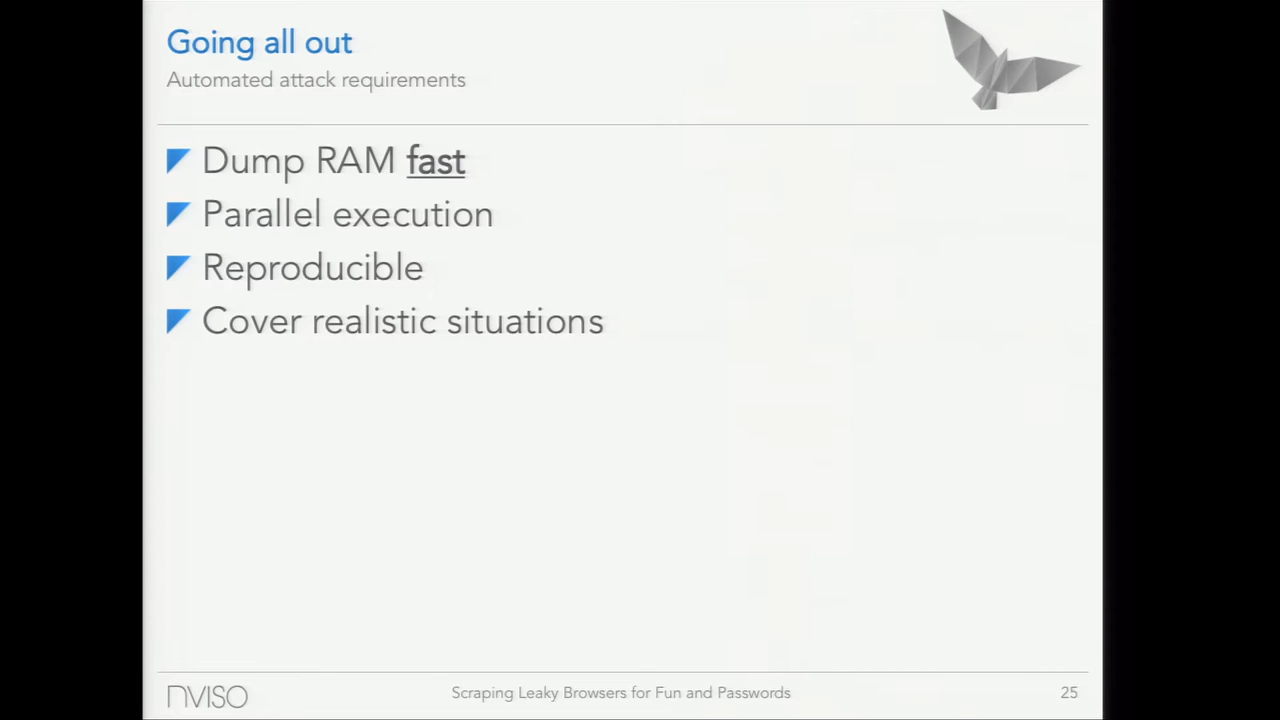 Going all out
Automated attack requirements
Dump RAM fast
Parallel execution
Reproducible
Cover realistic situations
NVISO
Scraping Leaky Browsers for Fun and Passwords
25